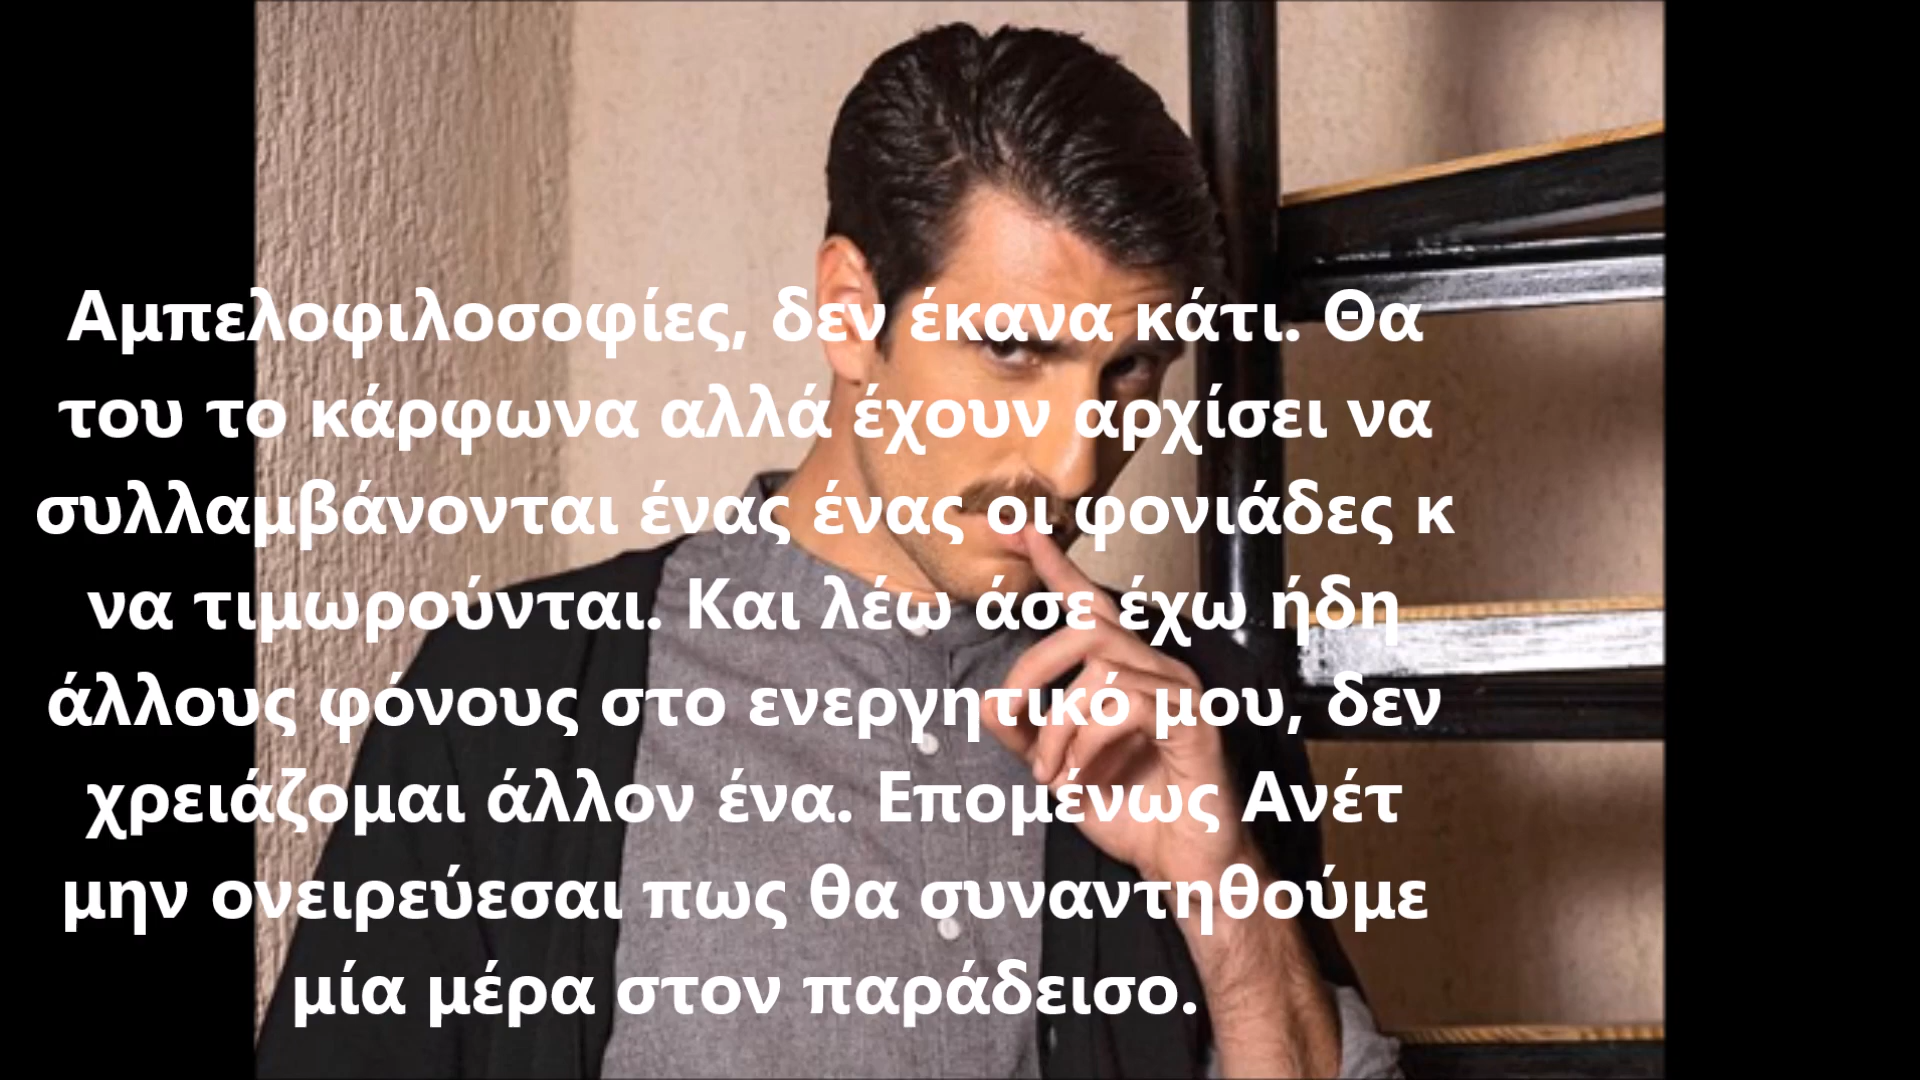 Αμπελοφιλοσοφίες, δεν έκανα κάτι. Θα
του το κάρφωνα αλλά έχουν αρχίσει να
συλλαμβάνονται ένας ένας οι φονιάδες κ
να τιμωρούνται. Και λέω άσε έχω ήδη
άλλους φόνους στο ενεργητικό μου, δεν
χρειάζομαι άλλον ένα. Επομένως Ανέτ
μην ονειρεύεσαι πως θα συναντηθούμε
μία μέρα στον παράδεισο.